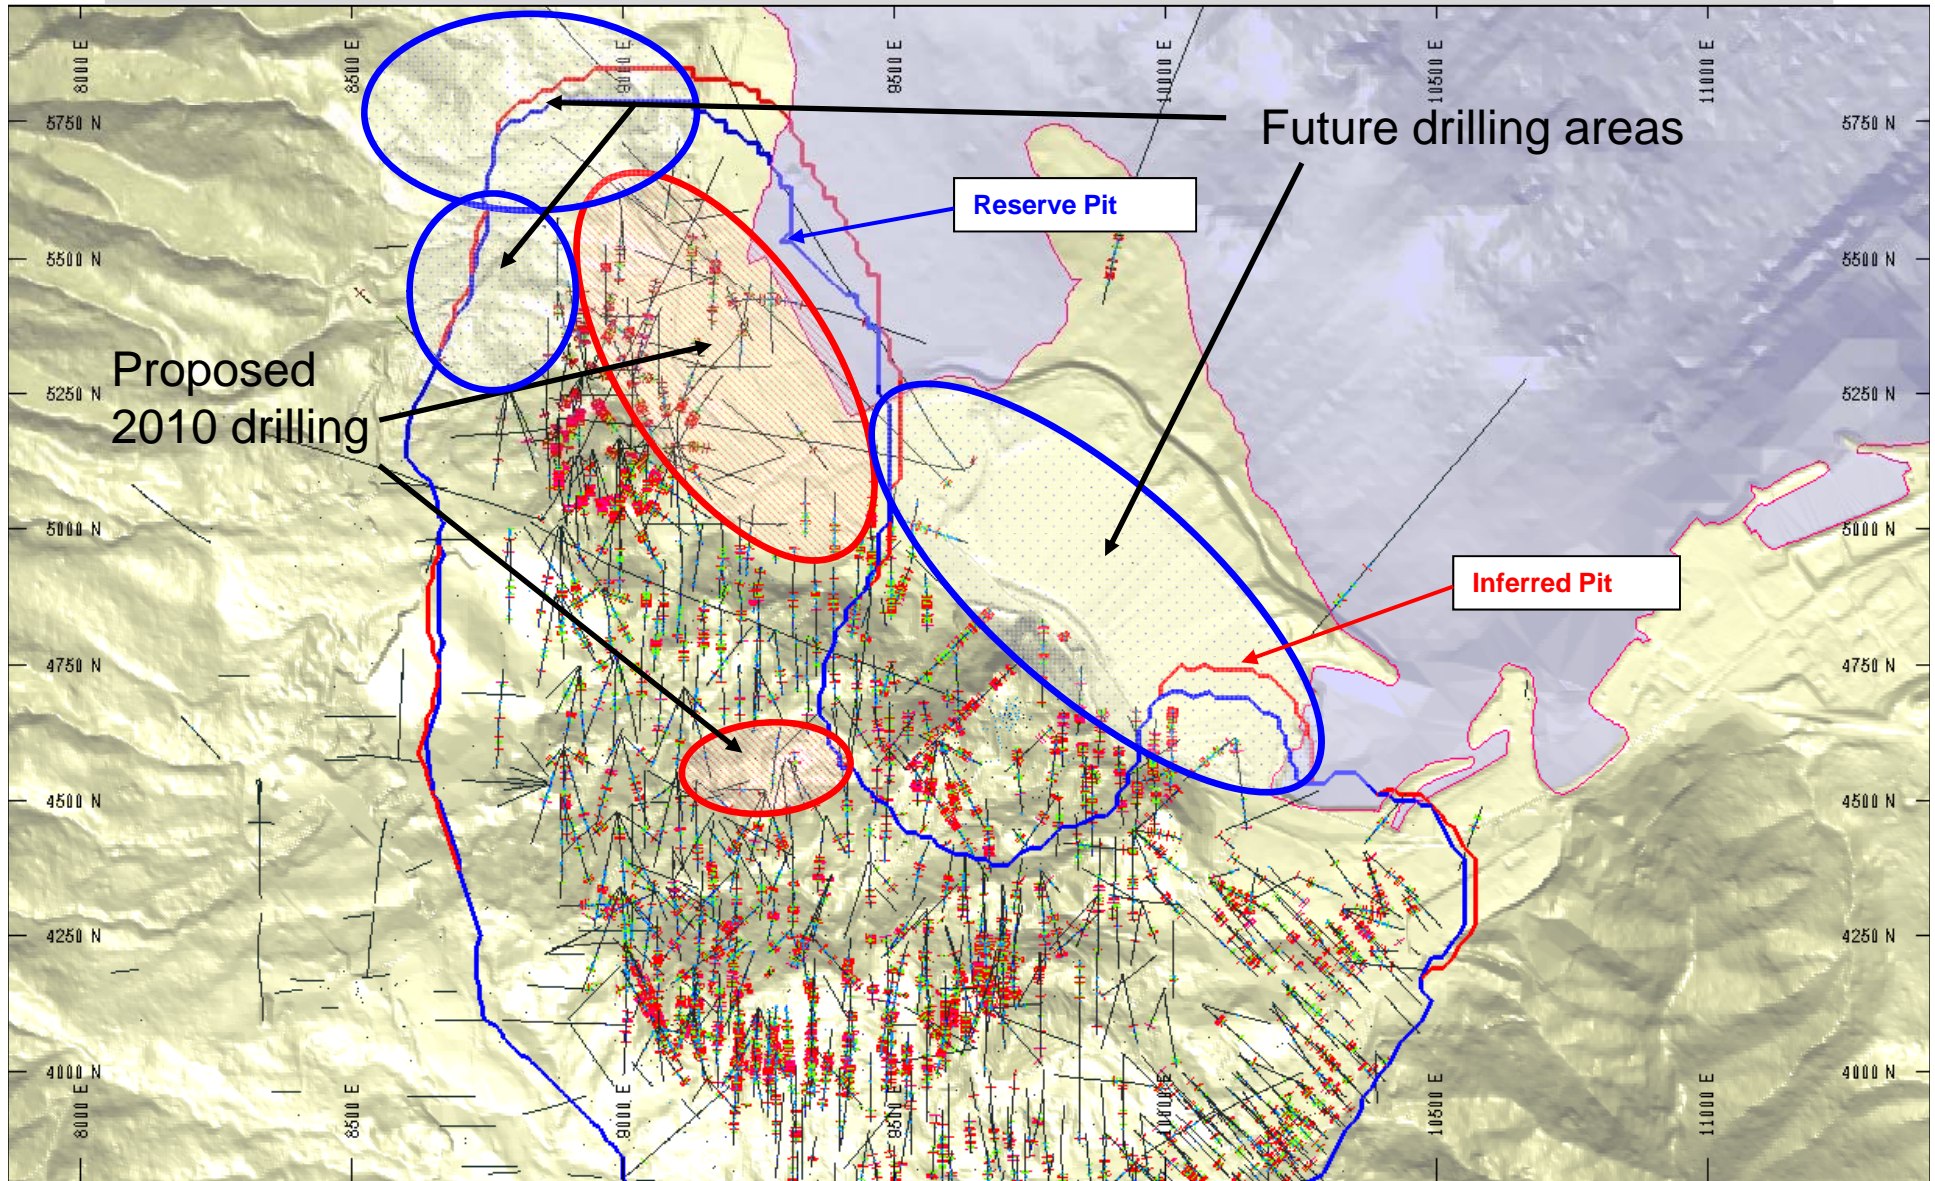 8000 E
8500 E
9000 E
9500 E
10000 E
10500 E
11000 E
5750 N
5750 N
Future drilling areas
Reserve Pit
5500 N
5500 N
Proposed
2010 drilling
5250 N
5250 N
5000 N
5000 N
Inferred Pit
4750 N
4750 N
4500 N
4500 N
4250 N
4250 N
4000 N
4000 N
8000 E
8500 E
9000 E
9500 E
10000 E
10500 E
11000 E